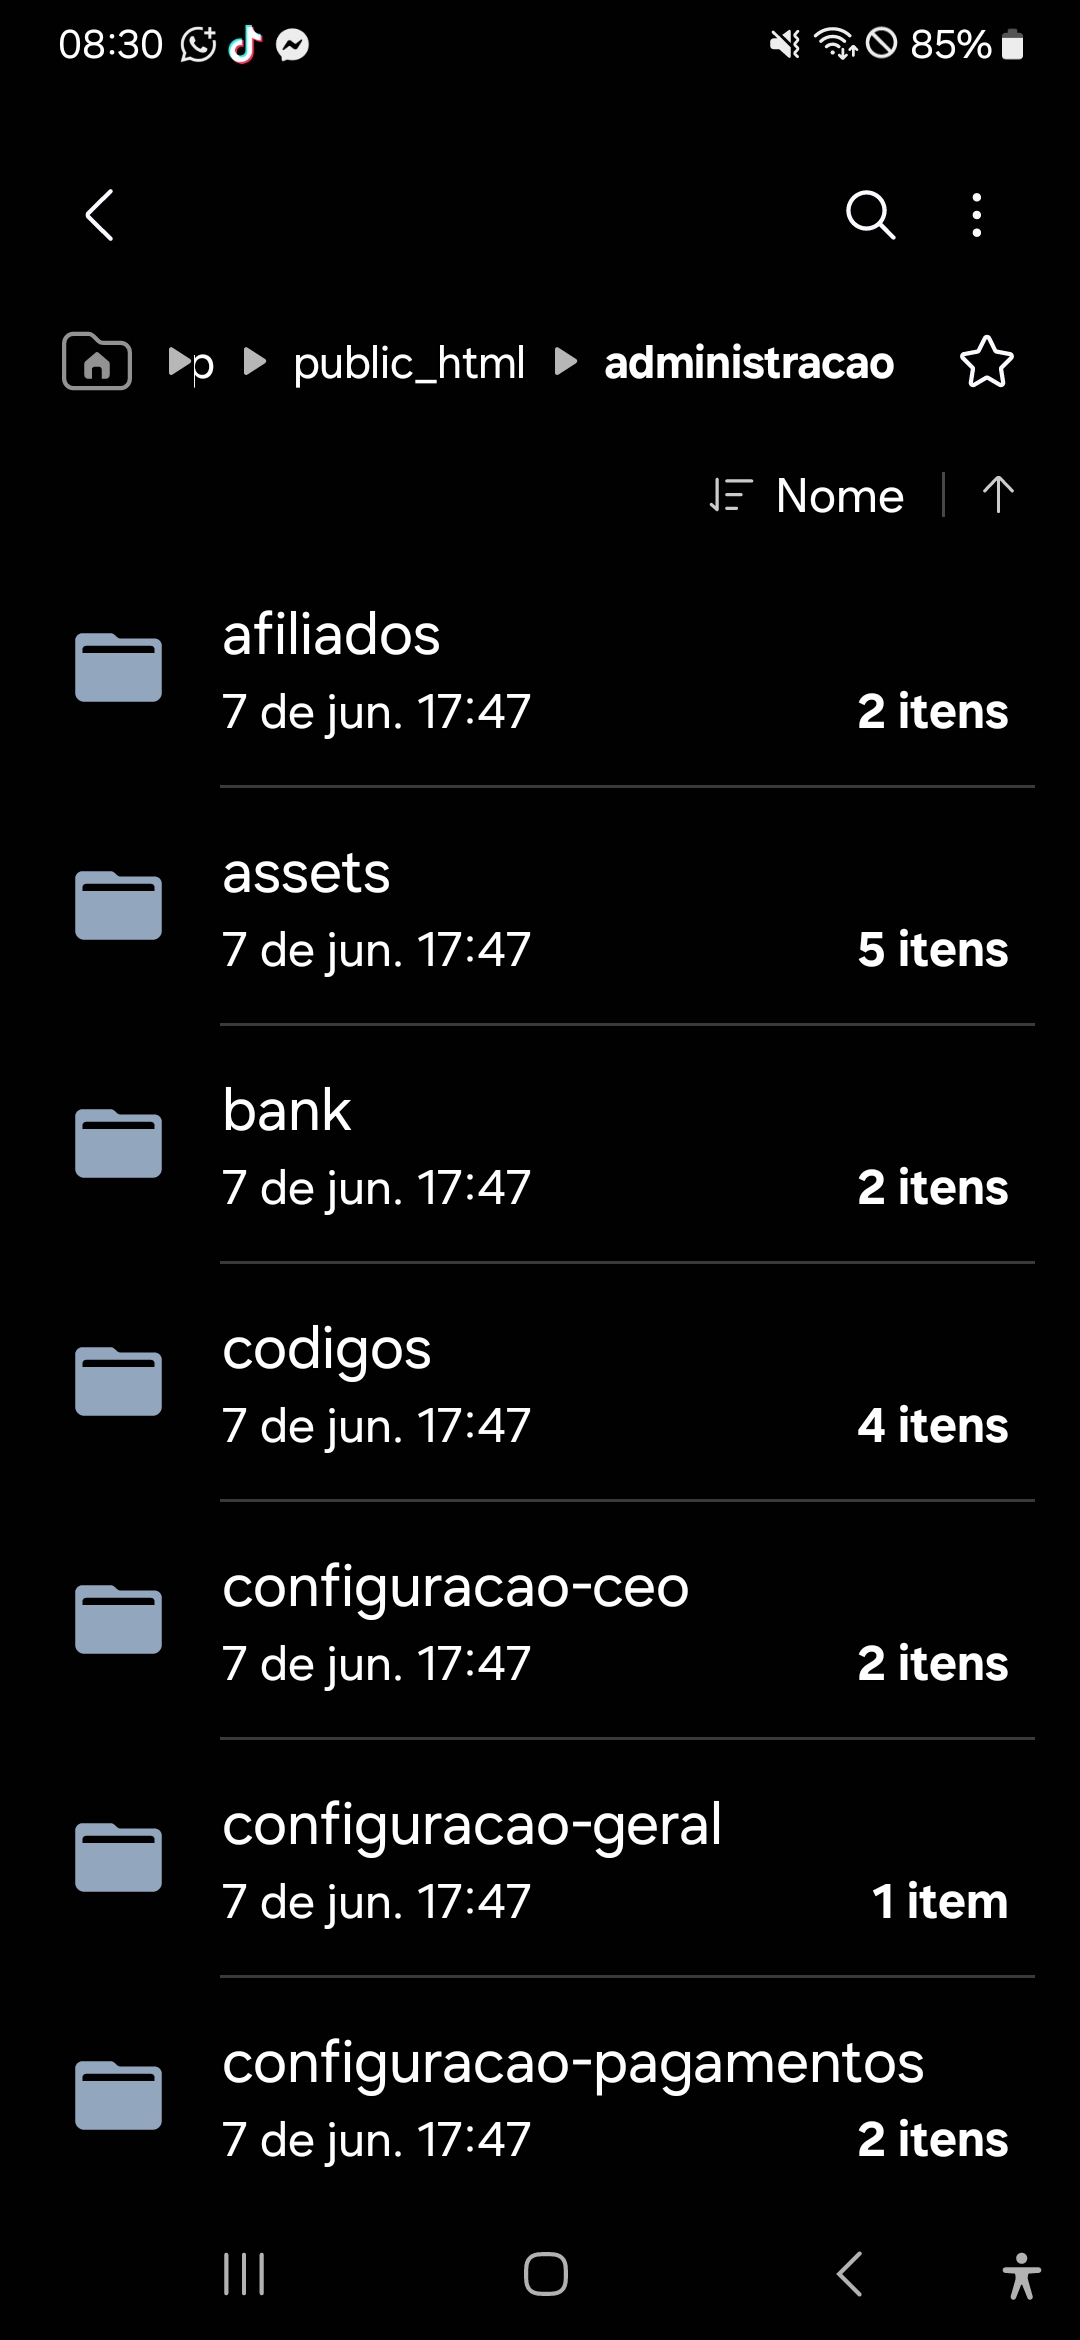 08:30 85%
p public_html administracao
Nome
afiliados
7 de jun. 17:47 2 itens
assets
7 de jun. 17:47 5 itens
bank
7 de jun. 17:47 2 itens
codigos
7 de jun. 17:47 4 itens
configuracao-ceo
7 de jun. 17:47 2 itens
configuracao-geral
7 de jun. 17:47 1 item
configuracao-pagamentos
7 de jun. 17:47 2 itens